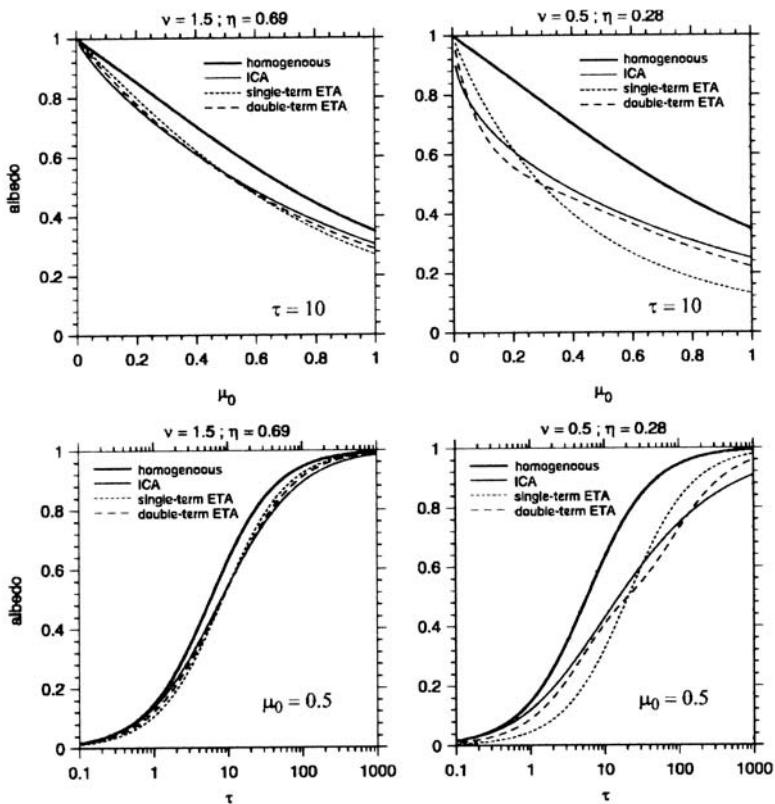 ν = 1.5 ; η = 0.69
1
0.8
0.6
0.4
0.2
0
albedo
homogenoous
ICA
single-term ETA
double-term ETA
τ = 10
0 0.2 0.4 0.6 0.8 1
μ0
ν = 0.5 ; η = 0.28
1
0.8
0.6
0.4
0.2
0
homogenoous
ICA
single-term ETA
double-term ETA
τ = 10
0 0.2 0.4 0.6 0.8 1
μ0
ν = 1.5 ; η = 0.69
1
0.8
0.6
0.4
0.2
0
albedo
homogenoous
ICA
single-term ETA
double-term ETA
μ0 = 0.5
0.1 1 10 100 1000
τ
ν = 0.5 ; η = 0.28
1
0.8
0.6
0.4
0.2
0
homogenoous
ICA
single-term ETA
double-term ETA
μ0 = 0.5
0.1 1 10 100 1000
τ